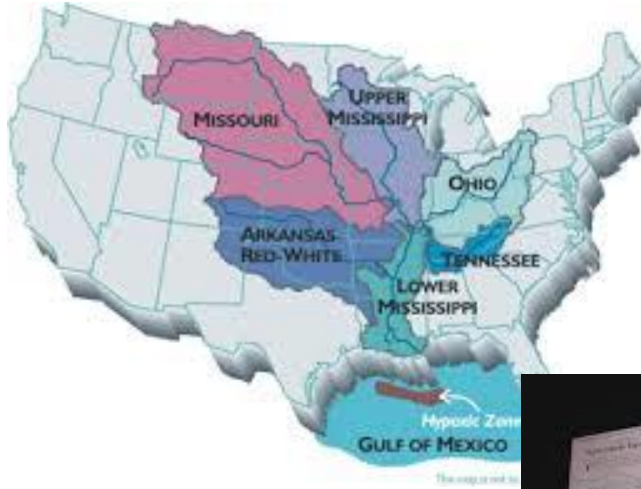 MISSOURI
UPPER
MISSISSIPPI
OHIO
ARKANSAS-
RED-WHITE
TENNESSEE
LOWER
MISSISSIPPI
Hypoxic Zone
GULF OF MEXICO
This map is not to